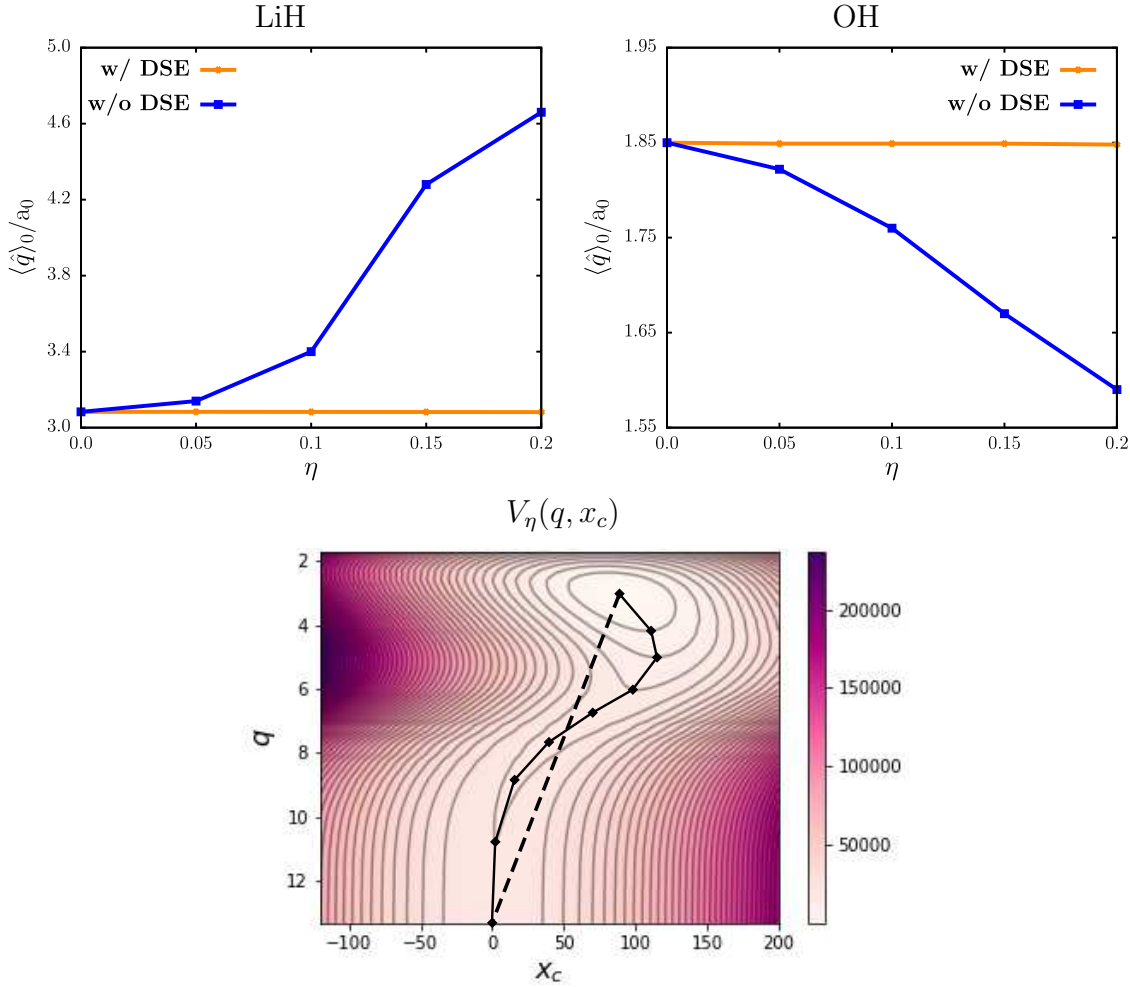 LiH
5.0
4.6
4.2
3.8
3.4
3.0
⟨q̂⟩₀/a₀
w/ DSE
w/o DSE
0.0 0.05 0.1 0.15 0.2
η
OH
1.95
1.85
1.75
1.65
1.55
⟨q̂⟩₀/a₀
w/ DSE
w/o DSE
0.0 0.05 0.1 0.15 0.2
η
V_η(q, x_c)
2
4
6
8
10
12
q
−100 −50 0 50 100 150 200
x_c
200000
150000
100000
50000